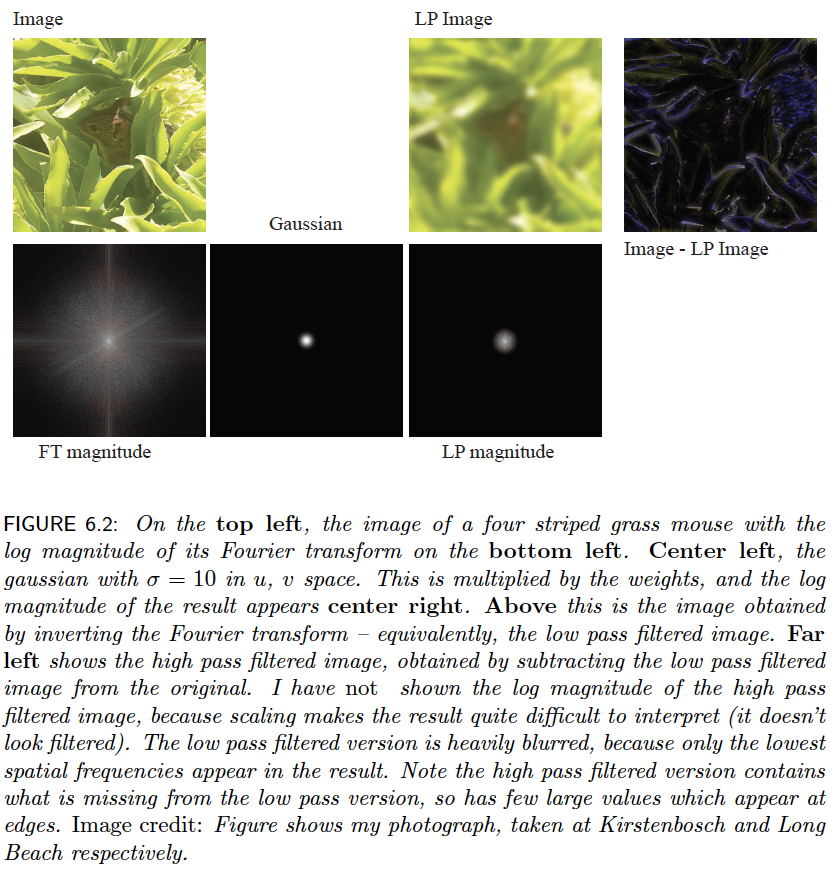 Image
LP Image
Gaussian
Image - LP Image
FT magnitude
LP magnitude
FIGURE 6.2: On the top left, the image of a four striped grass mouse with the
log magnitude of its Fourier transform on the bottom left. Center left, the
gaussian with σ = 10 in u, v space. This is multiplied by the weights, and the log
magnitude of the result appears center right. Above this is the image obtained
by inverting the Fourier transform – equivalently, the low pass filtered image. Far
left shows the high pass filtered image, obtained by subtracting the low pass filtered
image from the original. I have not shown the log magnitude of the high pass
filtered image, because scaling makes the result quite difficult to interpret (it doesn't
look filtered). The low pass filtered version is heavily blurred, because only the lowest
spatial frequencies appear in the result. Note the high pass filtered version contains
what is missing from the low pass version, so has few large values which appear at
edges. Image credit: Figure shows my photograph, taken at Kirstenbosch and Long
Beach respectively.